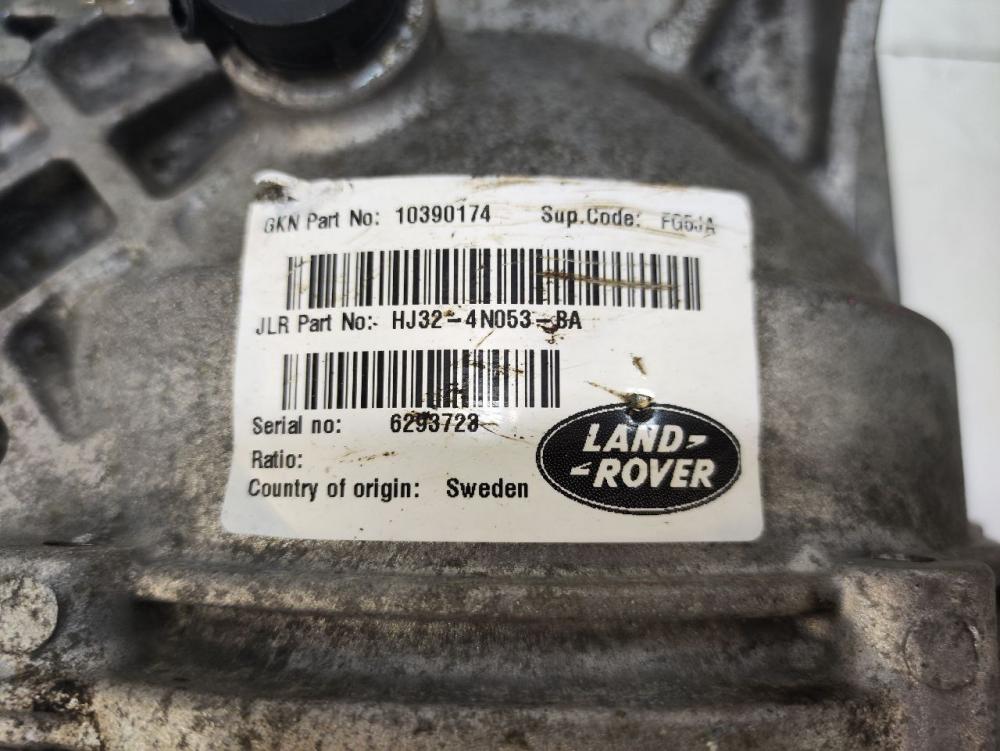 GKN Part No: 10390174 Sup.Code: FG5JA
JLR Part No:- HJ32-4N053-BA
Serial no: 6293728
Ratio:
Country of origin: Sweden
LAND
ROVER